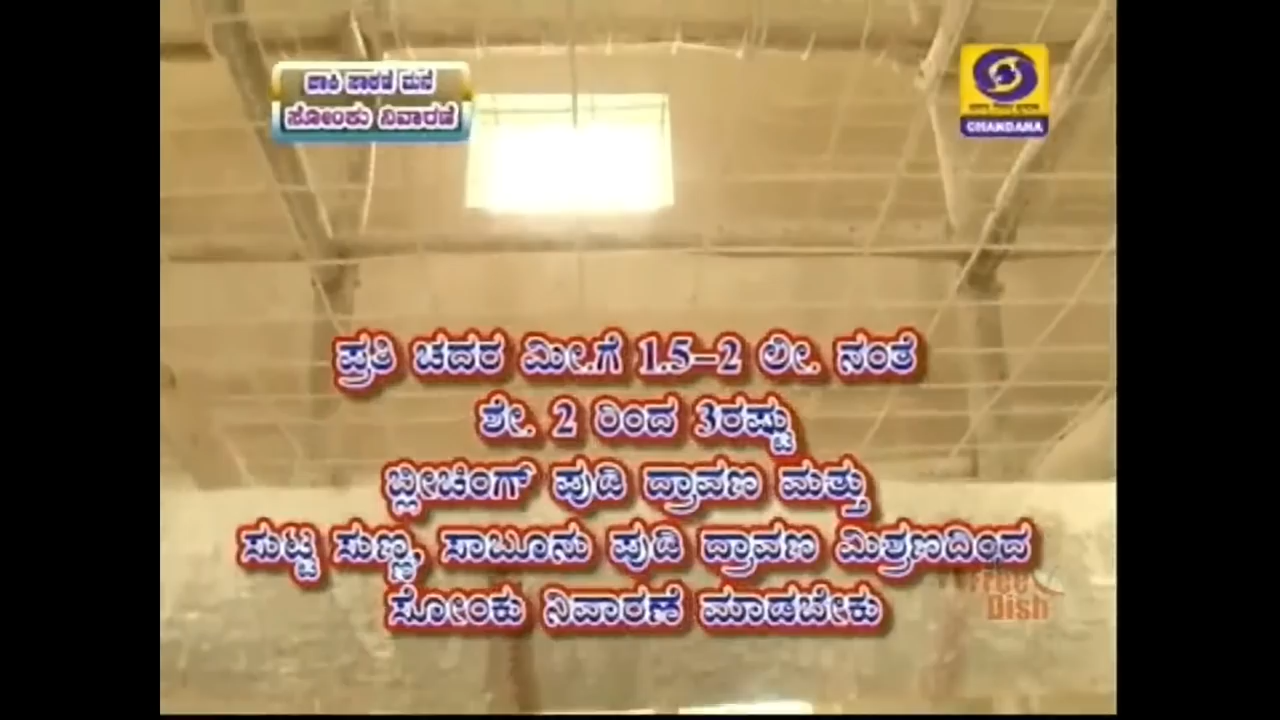 ಸೋಂಕು ನಿವಾರಣೆ
CHANDANA
ಪ್ರತಿ ಚದರ ಮೀ.ಗೆ 1.5-2 ಲೀ. ನಂತೆ
ಶೇ. 2 ರಿಂದ 3ರಷ್ಟು
ಬ್ಲೀಚಿಂಗ್ ಪುಡಿ ದ್ರಾವಣ ಮತ್ತು
ಸುಟ್ಟ ಸುಣ್ಣ, ಸಾಬೂನು ಪುಡಿ ದ್ರಾವಣ ಮಿಶ್ರಣದಿಂದ
ಸೋಂಕು ನಿವಾರಣೆ ಮಾಡಬೇಕು
Free
Dish